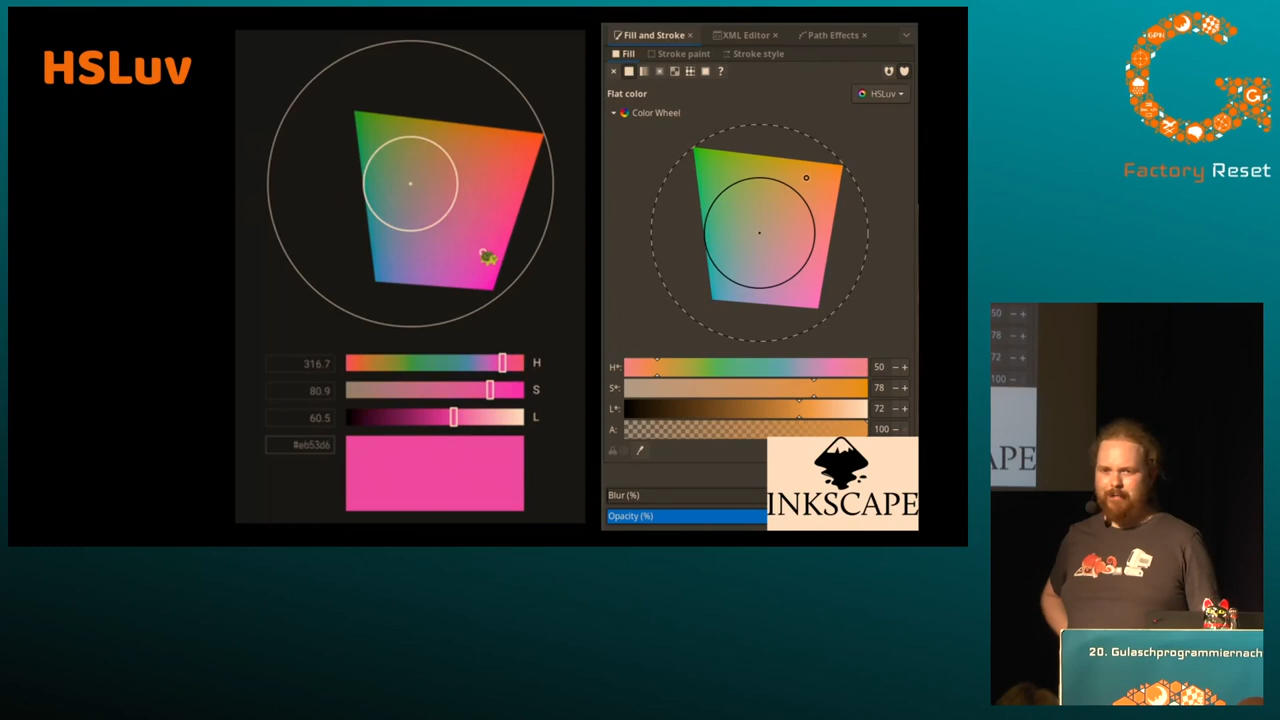 HSLuv
316.7
H
80.9
S
60.5
L
#eb53d6
Fill and Stroke ×
XML Editor ×
Path Effects ×
Fill
Stroke paint
Stroke style
×
?
Flat color
HSLuv
Color Wheel
H*:
50
− +
S*:
78
− +
L*:
72
− +
A:
100
− +
Blur (%)
Opacity (%)
INKSCAPE
GPN
G
Factory Reset
50 − +
78 − +
72 − +
100 − +
APE
20. Gulaschprogrammiernach